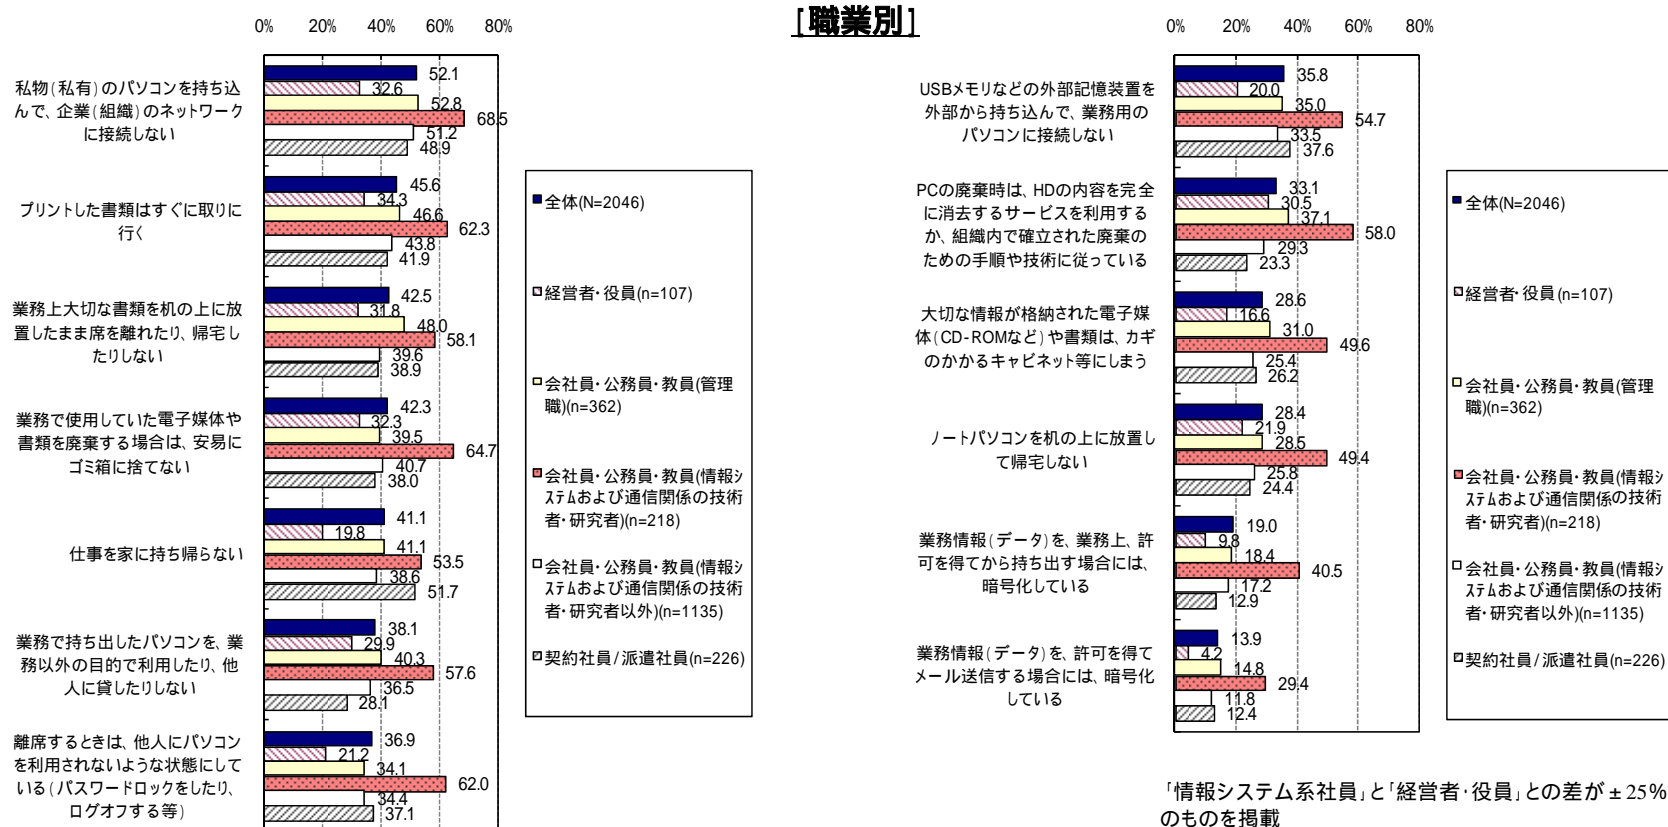 [職業別]
0% 20% 40% 60% 80%
私物(私有)のパソコンを持ち込
んで、企業(組織)のネットワーク
に接続しない
52.1
32.6
52.8
68.5
51.2
48.9
プリントした書類はすぐに取りに
行く
45.6
34.3
46.6
62.3
43.8
41.9
業務上大切な書類を机の上に放
置したまま席を離れたり、帰宅し
たりしない
42.5
31.8
48.0
58.1
39.6
38.9
業務で使用していた電子媒体や
書類を廃棄する場合は、安易に
ゴミ箱に捨てない
42.3
32.3
39.5
64.7
40.7
38.0
仕事を家に持ち帰らない
41.1
19.8
41.1
53.5
38.6
51.7
業務で持ち出したパソコンを、業
務以外の目的で利用したり、他
人に貸したりしない
38.1
29.9
40.3
57.6
36.5
28.1
離席するときは、他人にパソコン
を利用されないような状態にして
いる(パスワードロックをしたり、
ログオフする等)
36.9
21.2
34.1
62.0
34.4
37.1
全体(N=2046)
経営者・役員(n=107)
会社員・公務員・教員(管理
職)(n=362)
会社員・公務員・教員(情報シ
ステムおよび通信関係の技術
者・研究者)(n=218)
会社員・公務員・教員(情報シ
ステムおよび通信関係の技術
者・研究者以外)(n=1135)
契約社員/派遣社員(n=226)
0% 20% 40% 60% 80%
USBメモリなどの外部記憶装置を
外部から持ち込んで、業務用の
パソコンに接続しない
35.8
20.0
35.0
54.7
33.5
37.6
PCの廃棄時は、HDの内容を完全
に消去するサービスを利用する
か、組織内で確立された廃棄の
ための手順や技術に従っている
33.1
30.5
37.1
58.0
29.3
23.3
大切な情報が格納された電子媒
体(CD-ROMなど)や書類は、カギ
のかかるキャビネット等にしまう
28.6
16.6
31.0
49.6
25.4
26.2
ノートパソコンを机の上に放置し
て帰宅しない
28.4
21.9
28.5
49.4
25.8
24.4
業務情報(データ)を、業務上、許
可を得てから持ち出す場合には、
暗号化している
19.0
9.8
18.4
40.5
17.2
12.9
業務情報(データ)を、許可を得て
メール送信する場合には、暗号化
している
13.9
4.2
14.8
29.4
11.8
12.4
全体(N=2046)
経営者・役員(n=107)
会社員・公務員・教員(管理
職)(n=362)
会社員・公務員・教員(情報シ
ステムおよび通信関係の技術
者・研究者)(n=218)
会社員・公務員・教員(情報シ
ステムおよび通信関係の技術
者・研究者以外)(n=1135)
契約社員/派遣社員(n=226)
「情報システム系社員」と「経営者・役員」との差が±25%
のものを掲載